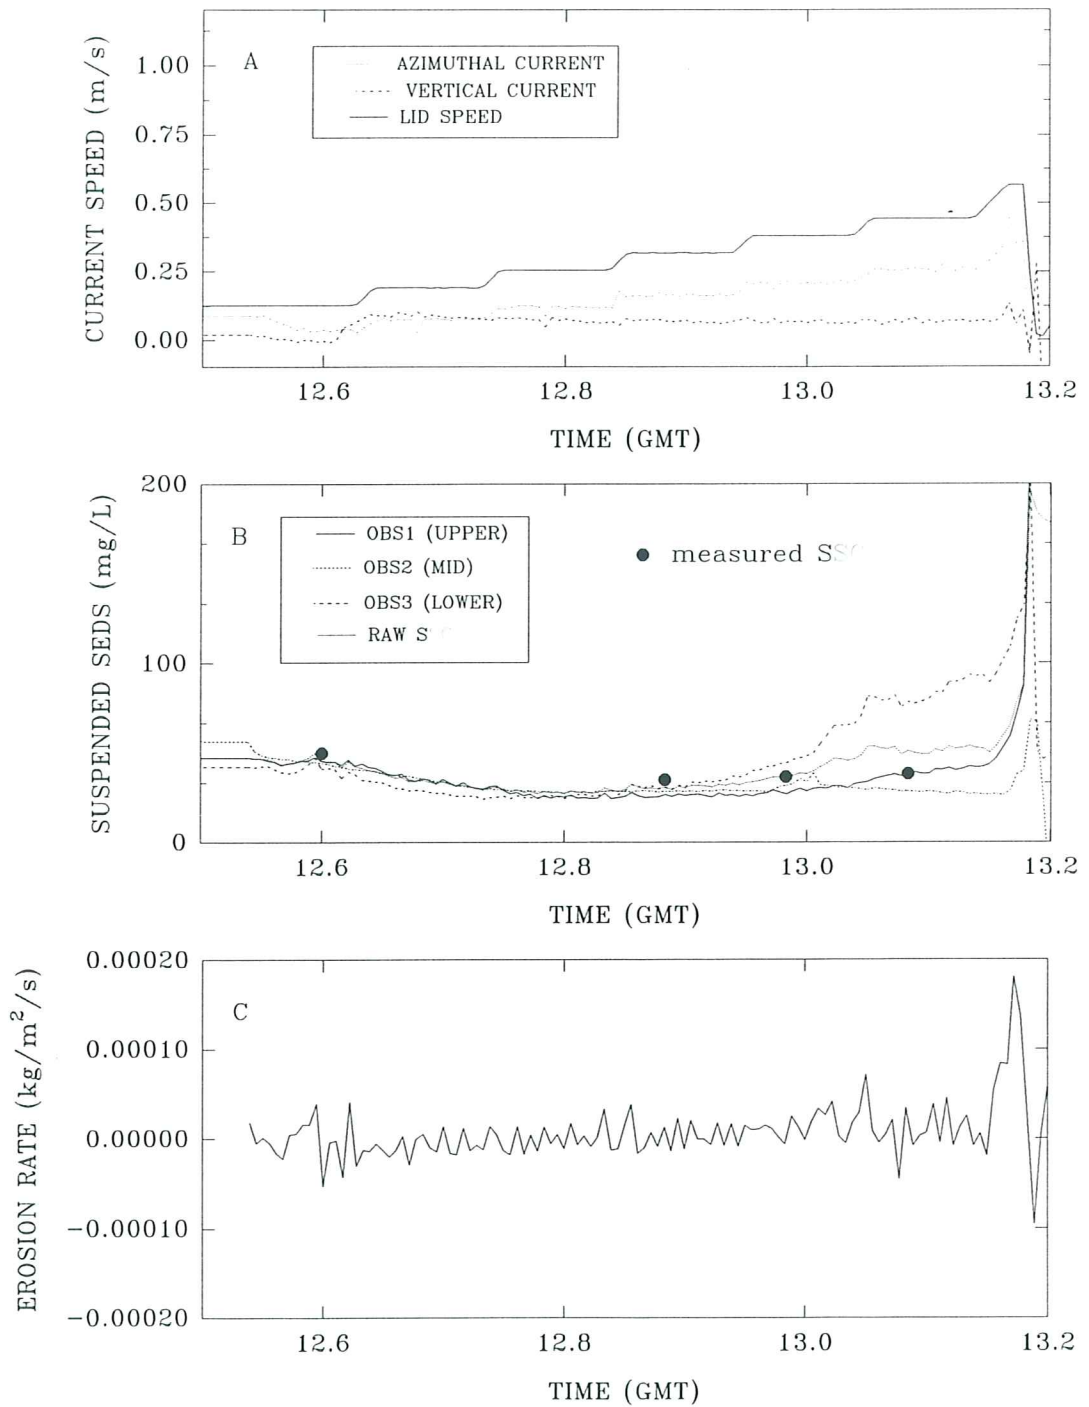 A
AZIMUTHAL CURRENT
VERTICAL CURRENT
LID SPEED
CURRENT SPEED (m/s)
1.00
0.75
0.50
0.25
0.00
12.6 12.8 13.0 13.2
TIME (GMT)
B
OBS1 (UPPER)
OBS2 (MID)
OBS3 (LOWER)
RAW S
measured SSC
SUSPENDED SEDS (mg/L)
200
100
0
12.6 12.8 13.0 13.2
TIME (GMT)
C
EROSION RATE (kg/m²/s)
0.00020
0.00010
0.00000
−0.00010
−0.00020
12.6 12.8 13.0 13.2
TIME (GMT)